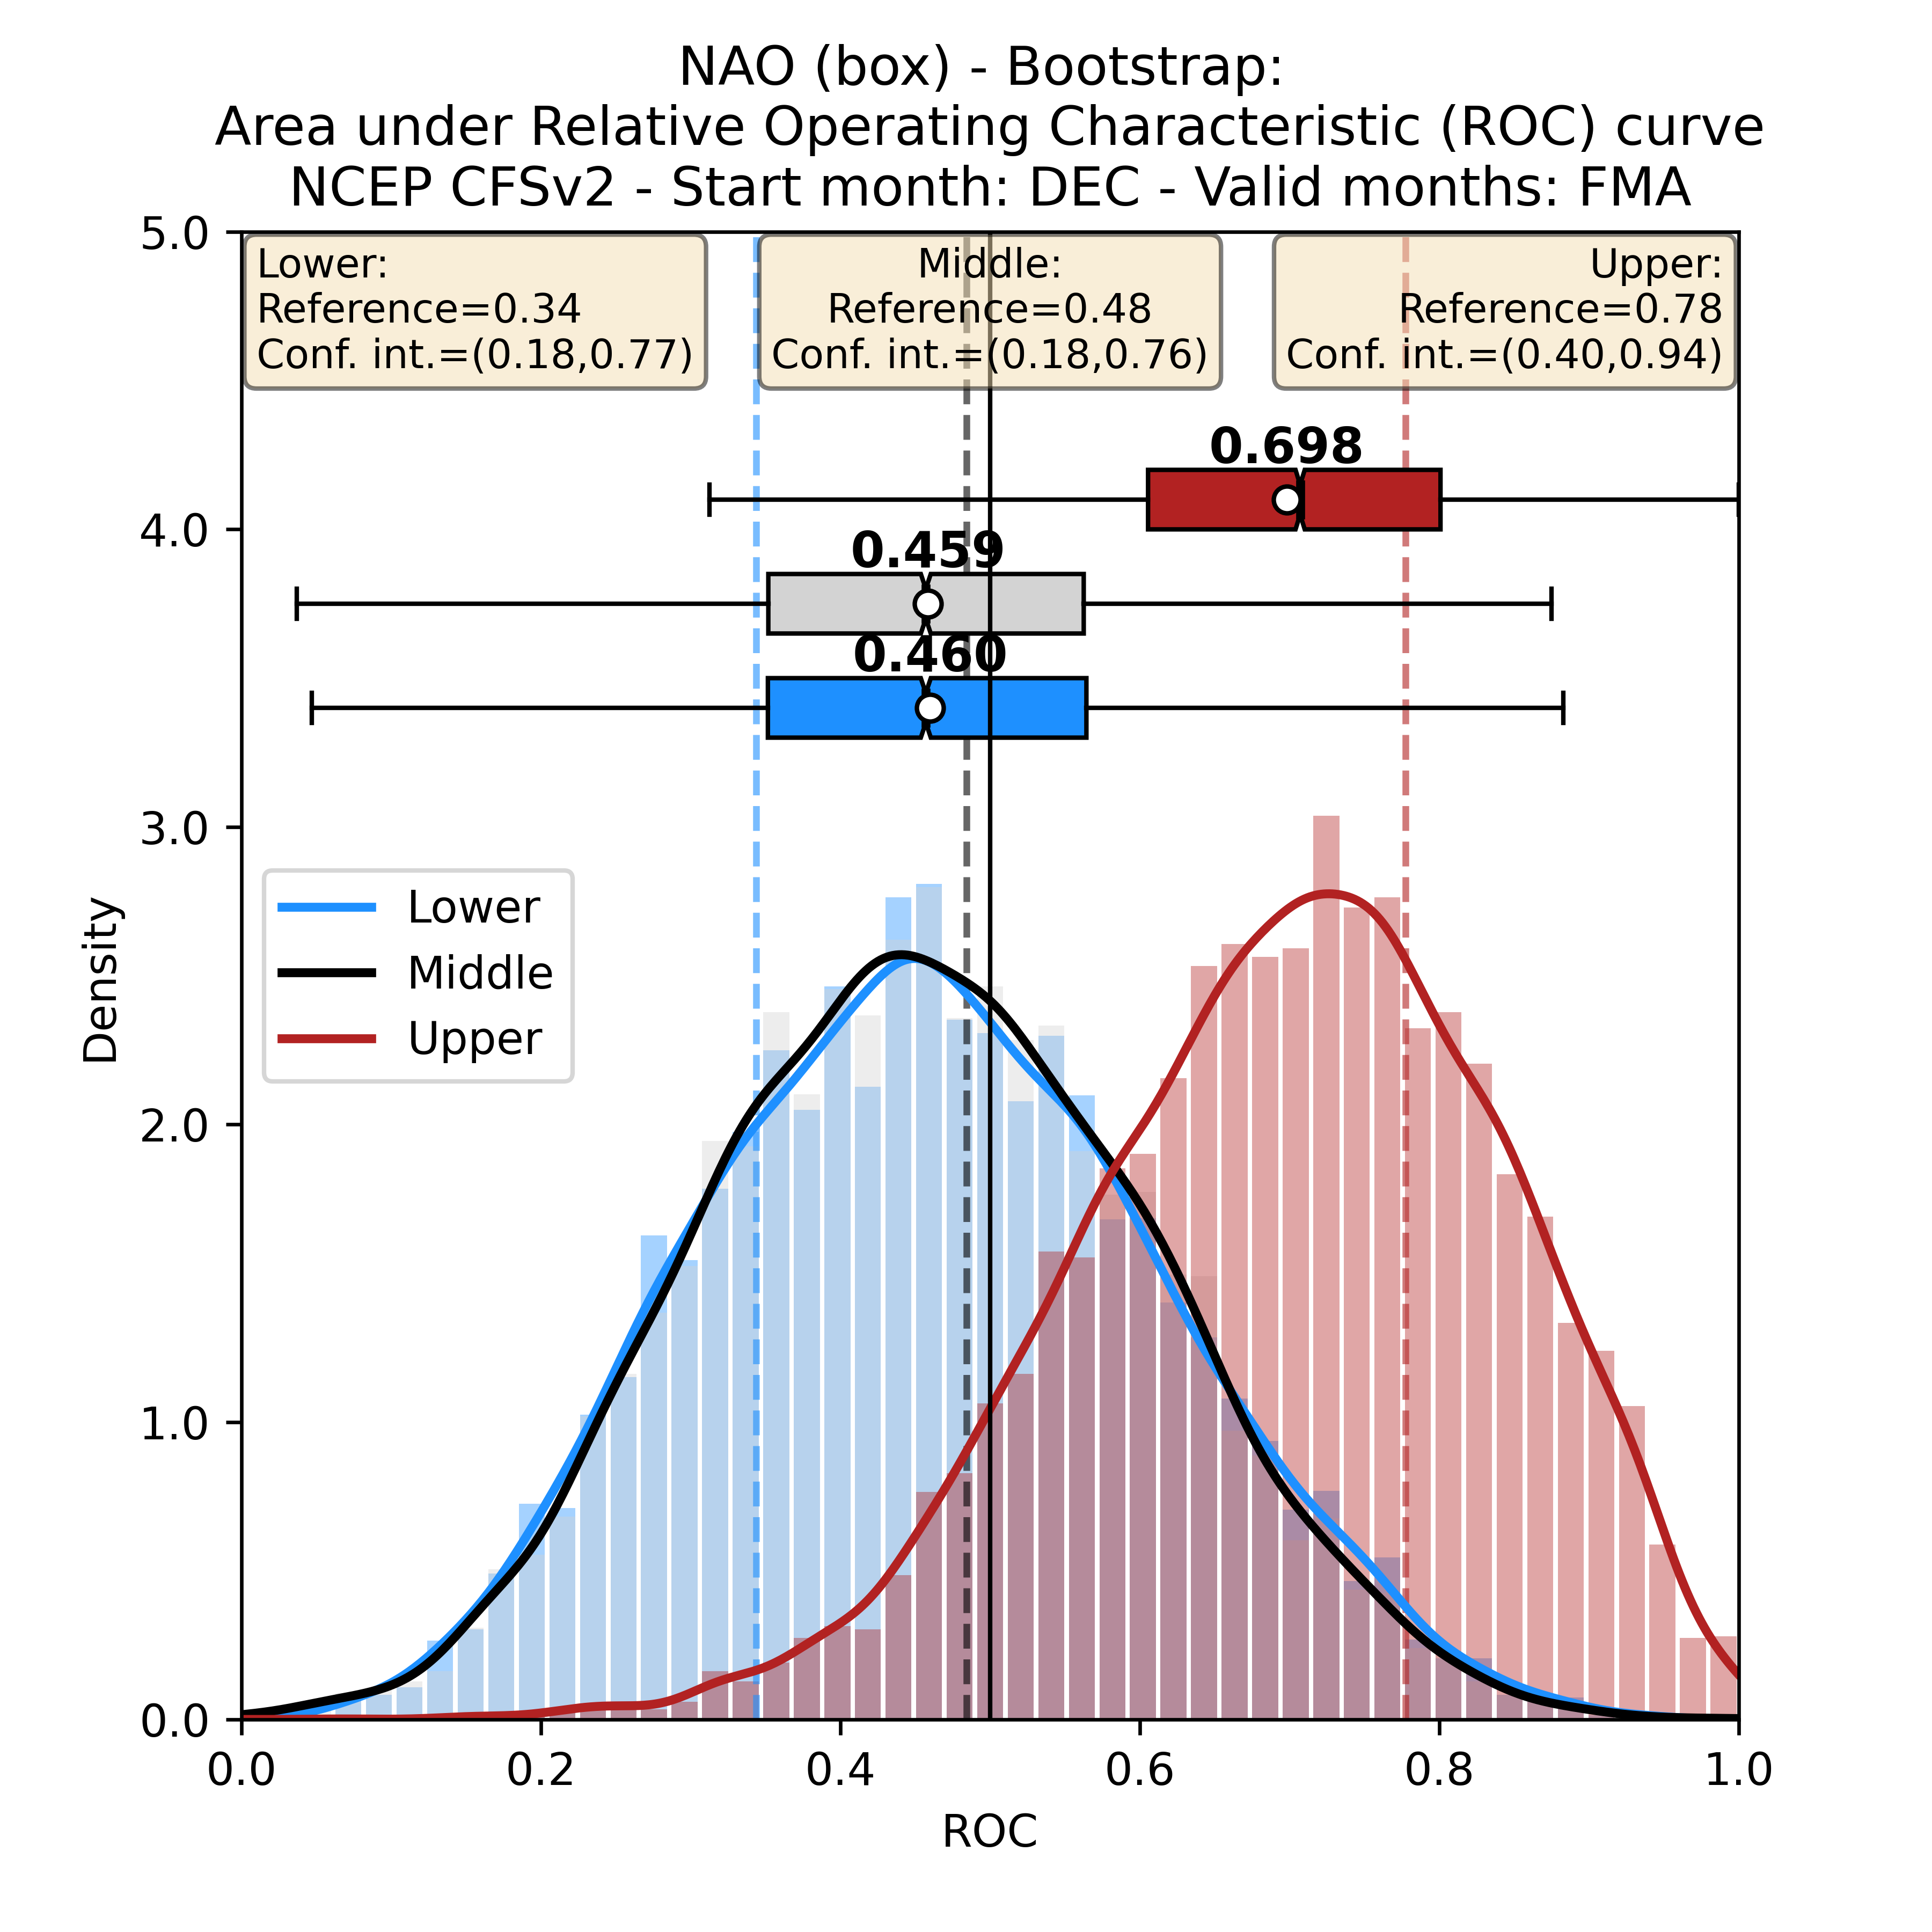 NAO (box) - Bootstrap:
Area under Relative Operating Characteristic (ROC) curve
NCEP CFSv2 - Start month: DEC - Valid months: FMA
5.0
Lower:
Reference=0.34
Conf. int.=(0.18,0.77)
Middle:
Reference=0.48
Conf. int.=(0.18,0.76)
Upper:
Reference=0.78
Conf. int.=(0.40,0.94)
0.698
4.0
0.459
0.460
3.0
Lower
Middle
Upper
Density
2.0
1.0
0.0
0.0 0.2 0.4 0.6 0.8 1.0
ROC